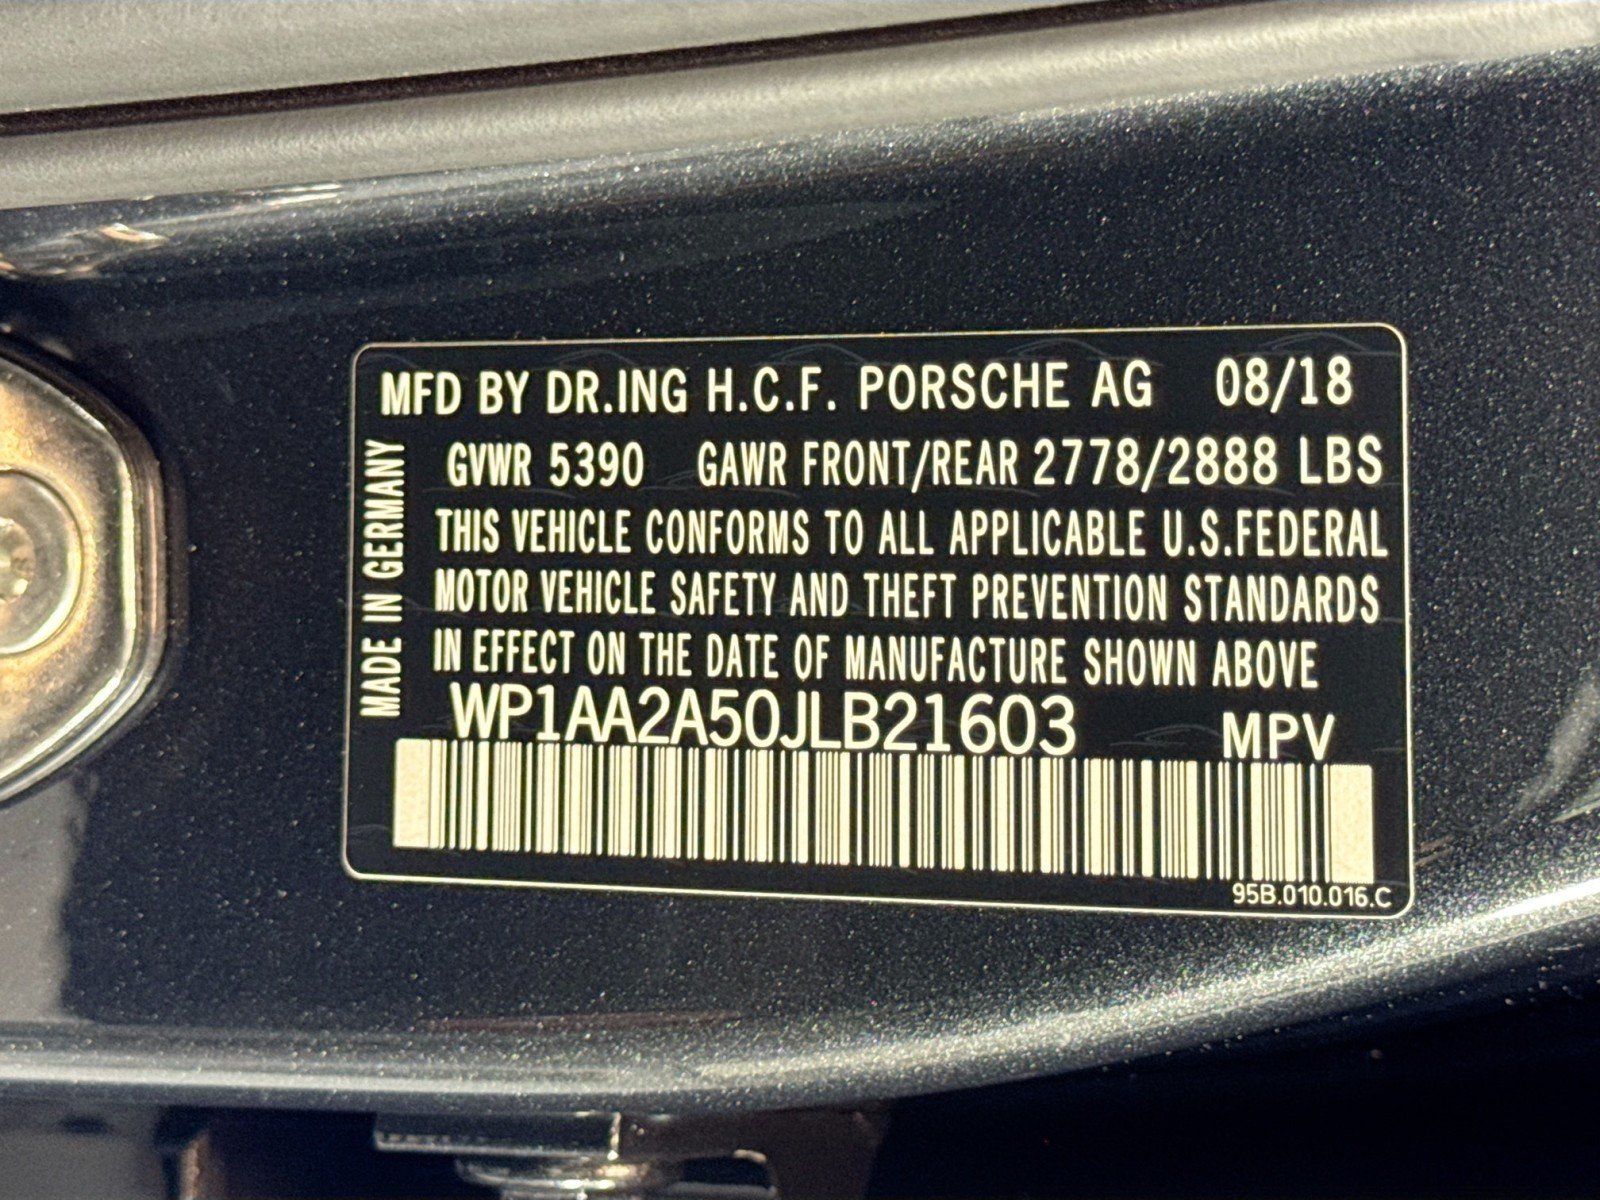 MFD BY DR.ING H.C.F. PORSCHE AG 08/18
GVWR 5390 GAWR FRONT/REAR 2778/2888 LBS
THIS VEHICLE CONFORMS TO ALL APPLICABLE U.S.FEDERAL
MOTOR VEHICLE SAFETY AND THEFT PREVENTION STANDARDS
IN EFFECT ON THE DATE OF MANUFACTURE SHOWN ABOVE
WP1AA2A50JLB21603 MPV
95B.010.016.C
MADE IN GERMANY